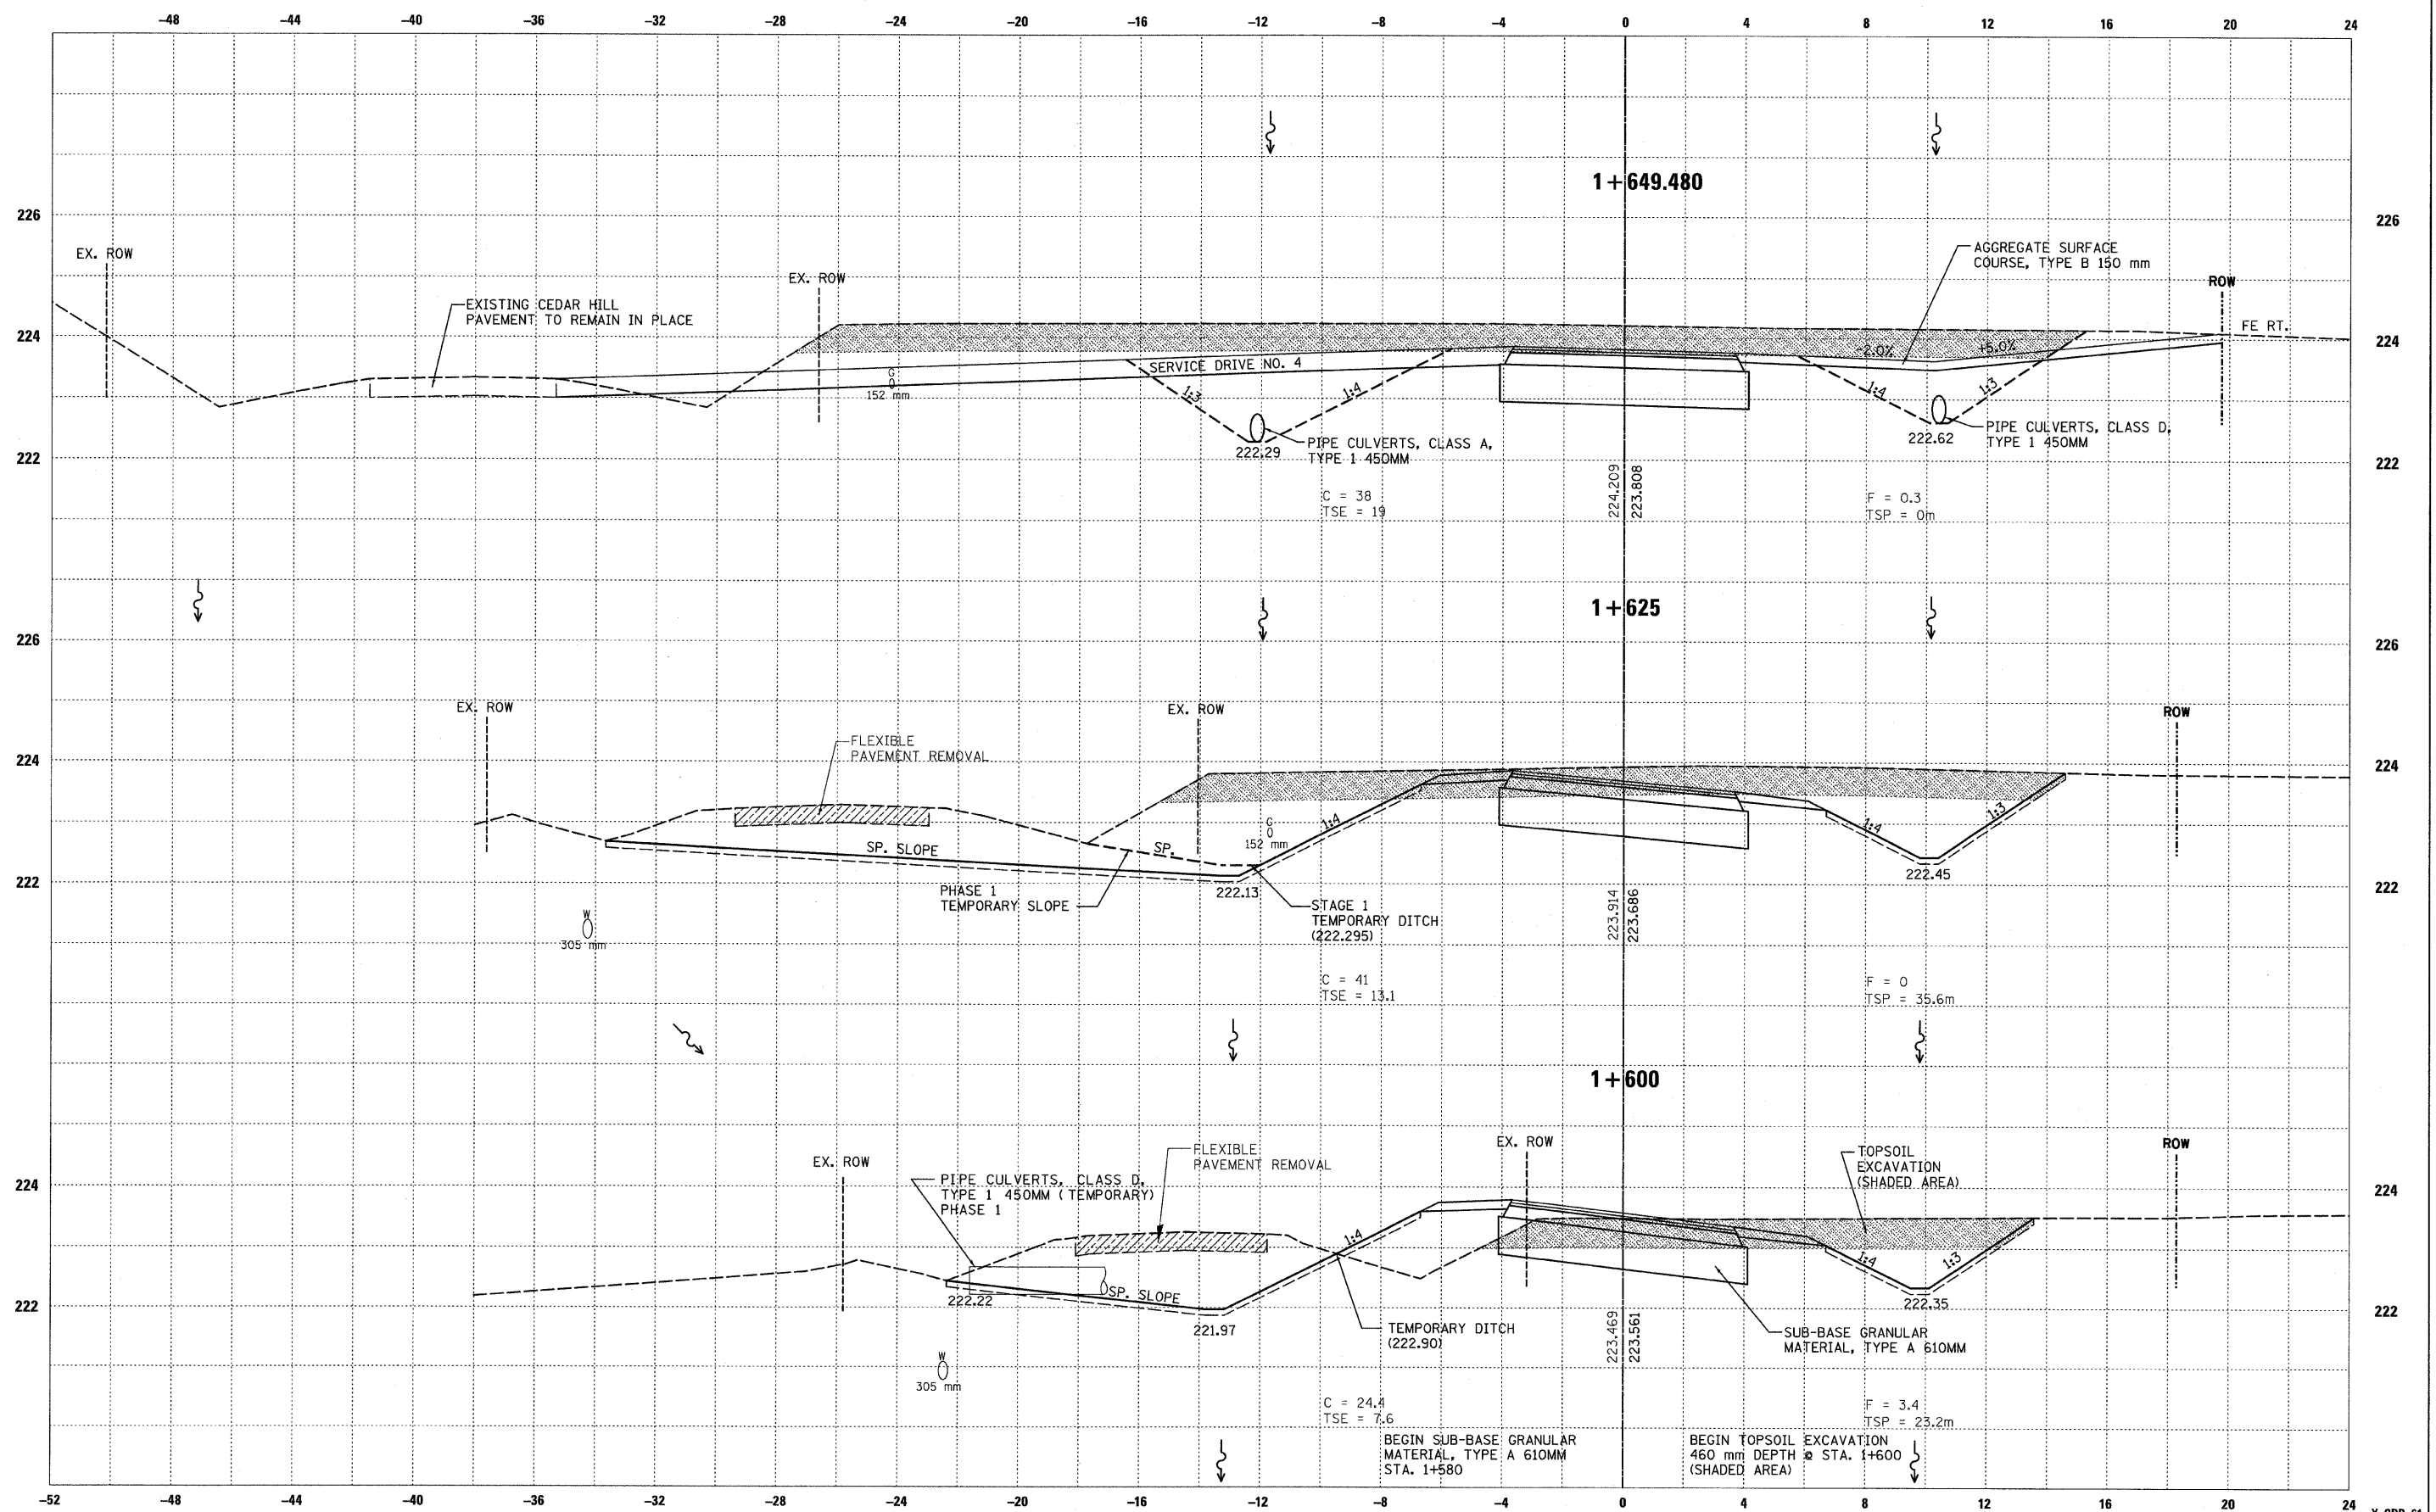 −48 −44 −40 −36 −32 −28 −24 −20 −16 −12 −8 −4 0 4 8 12 16 20 24
1+649.480
226 226
EX. ROW
EX. ROW
AGGREGATE SURFACE
COURSE, TYPE B 150 mm
ROW
EXISTING CEDAR HILL
PAVEMENT TO REMAIN IN PLACE
FE RT.
224 224
SERVICE DRIVE NO. 4
-2.0%
+5.0%
G
152 mm
1:3
1:4
1:4
1:3
PIPE CULVERTS, CLASS A,
TYPE 1 450MM
PIPE CULVERTS, CLASS D,
TYPE 1 450MM
222.29
222.62
222 222
224.209
223.808
C = 38
TSE = 19
F = 0.3
TSP = 0m
1+625
226 226
EX. ROW
EX. ROW
ROW
FLEXIBLE
PAVEMENT REMOVAL
224 224
1:4
1:4
1:3
G
152 mm
SP. SLOPE
SP.
PHASE 1
TEMPORARY SLOPE
222.13
222.45
222 222
STAGE 1
TEMPORARY DITCH
(222.295)
W
305 mm
223.914
223.686
C = 41
TSE = 13.1
F = 0
TSP = 35.6m
1+600
EX. ROW
EX. ROW
ROW
FLEXIBLE
PAVEMENT REMOVAL
TOPSOIL
EXCAVATION
(SHADED AREA)
PIPE CULVERTS, CLASS D,
TYPE 1 450MM (TEMPORARY)
PHASE 1
224 224
1:4
1:4
1:3
SP. SLOPE
222.22
222.35
222 222
221.97
TEMPORARY DITCH
(222.90)
SUB-BASE GRANULAR
MATERIAL, TYPE A 610MM
223.469
223.561
W
305 mm
C = 24.4
TSE = 7.6
F = 3.4
TSP = 23.2m
BEGIN SUB-BASE GRANULAR
MATERIAL, TYPE A 610MM
STA. 1+580
BEGIN TOPSOIL EXCAVATION
460 mm DEPTH @ STA. 1+600
(SHADED AREA)
−52 −48 −44 −40 −36 −32 −28 −24 −20 −16 −12 −8 −4 0 4 8 12 16 20 24